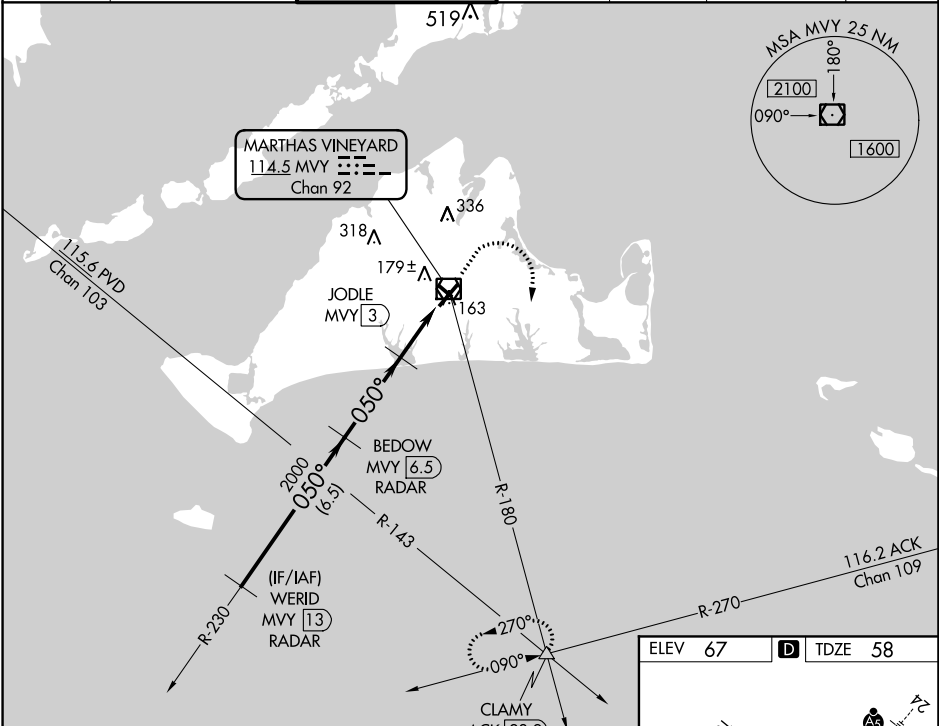 519
MSA MVY 25 NM
180°
2100
090°
1600
MARTHAS VINEYARD
114.5 MVY
Chan 92
336
318
179±
163
115.6 PVD
Chan 103
JODLE
MVY 3
050°
BEDOW
MVY 6.5
RADAR
2000
050°
(6.5)
R-143
R-180
(IF/IAF)
WERID
MVY 13
RADAR
R-230
116.2 ACK
Chan 109
R-270
270°
090°
CLAMY
ELEV 67 D TDZE 58
24
A5